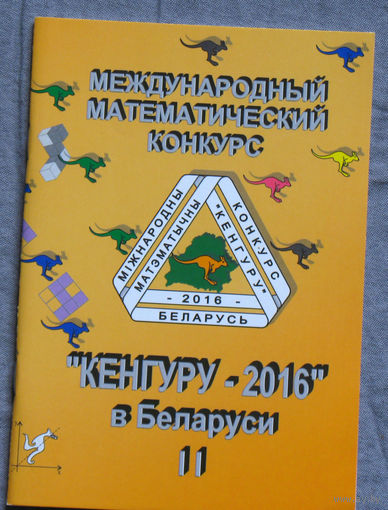 МЕЖДУНАРОДНЫЙ
МАТЕМАТИЧЕСКИЙ
КОНКУРС
МІЖНАРОДНЫ
МАТЭМАТЫЧНЫ
КОНКУРС
"КЕНГУРУ"
- 2016 -
БЕЛАРУСЬ
"КЕНГУРУ - 2016"
в Беларуси
11